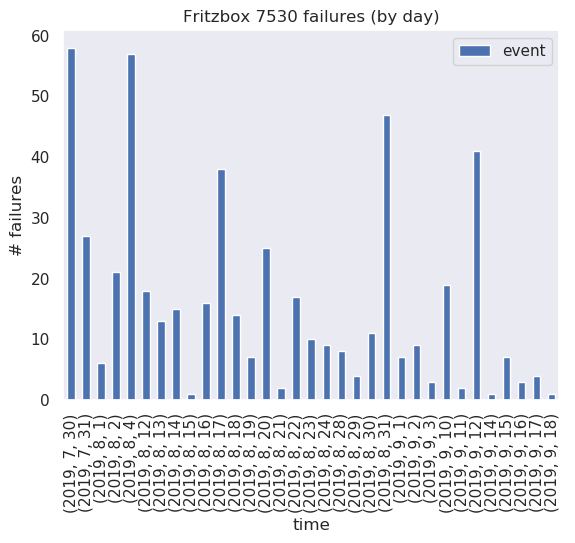 Fritzbox 7530 failures (by day)
event
# failures
60
50
40
30
20
10
0
(2019, 7, 30)
(2019, 7, 31)
(2019, 8, 1)
(2019, 8, 2)
(2019, 8, 4)
(2019, 8, 12)
(2019, 8, 13)
(2019, 8, 14)
(2019, 8, 15)
(2019, 8, 16)
(2019, 8, 17)
(2019, 8, 18)
(2019, 8, 19)
(2019, 8, 20)
(2019, 8, 21)
(2019, 8, 22)
(2019, 8, 23)
(2019, 8, 24)
(2019, 8, 28)
(2019, 8, 29)
(2019, 8, 30)
(2019, 8, 31)
(2019, 9, 1)
(2019, 9, 2)
(2019, 9, 3)
(2019, 9, 10)
(2019, 9, 11)
(2019, 9, 12)
(2019, 9, 14)
(2019, 9, 15)
(2019, 9, 16)
(2019, 9, 17)
(2019, 9, 18)
time